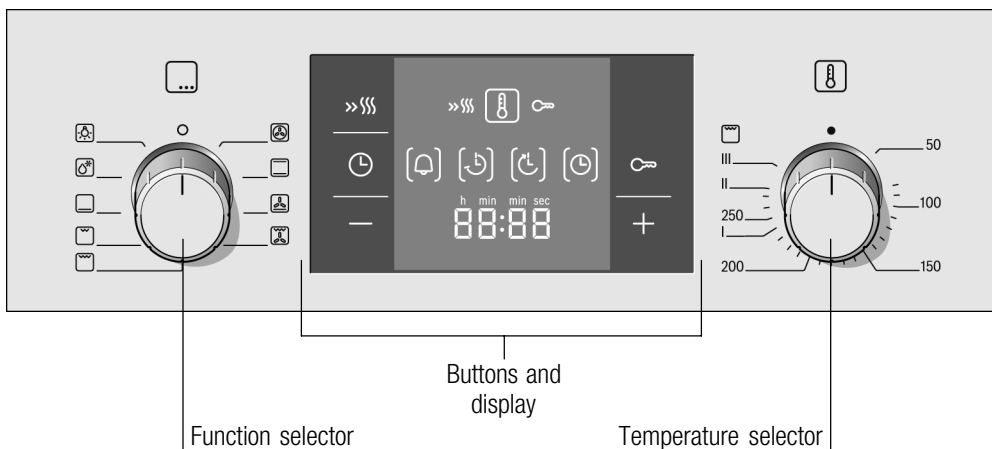 h min min sec
88:88
50
100
150
200
I
250
II
III
Buttons and
display
Function selector
Temperature selector